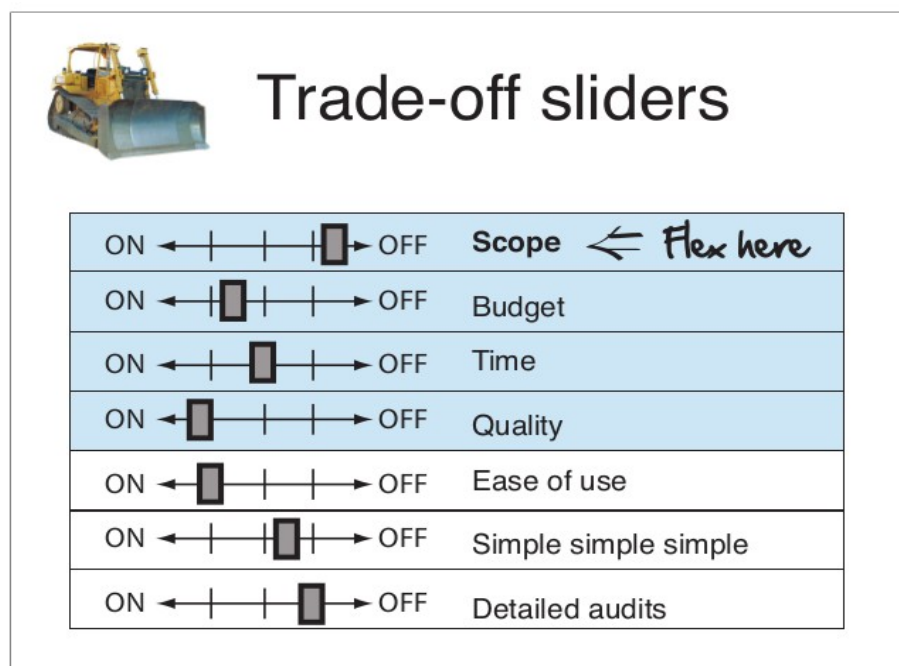 Trade-off sliders
ON OFF Scope Flex here
ON OFF Budget
ON OFF Time
ON OFF Quality
ON OFF Ease of use
ON OFF Simple simple simple
ON OFF Detailed audits